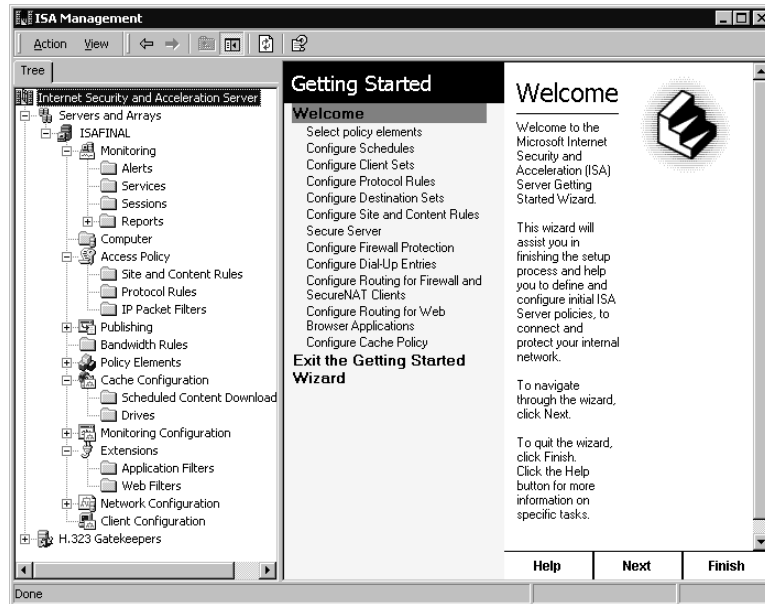 ISA Management
Action View
Tree
Internet Security and Acceleration Server
Servers and Arrays
ISAFINAL
Monitoring
Alerts
Services
Sessions
Reports
Computer
Access Policy
Site and Content Rules
Protocol Rules
IP Packet Filters
Publishing
Bandwidth Rules
Policy Elements
Cache Configuration
Scheduled Content Download
Drives
Monitoring Configuration
Extensions
Application Filters
Web Filters
Network Configuration
Client Configuration
H.323 Gatekeepers
Getting Started
Welcome
Select policy elements
Configure Schedules
Configure Client Sets
Configure Protocol Rules
Configure Destination Sets
Configure Site and Content Rules
Secure Server
Configure Firewall Protection
Configure Dial-Up Entries
Configure Routing for Firewall and
SecureNAT Clients
Configure Routing for Web
Browser Applications
Configure Cache Policy
Exit the Getting Started
Wizard
Welcome
Welcome to the
Microsoft Internet
Security and
Acceleration (ISA)
Server Getting
Started Wizard.
This wizard will
assist you in
finishing the setup
process and help
you to define and
configure initial ISA
Server policies, to
connect and
protect your internal
network.
To navigate
through the wizard,
click Next.
To quit the wizard,
click Finish.
Click the Help
button for more
information on
specific tasks.
Help Next Finish
Done